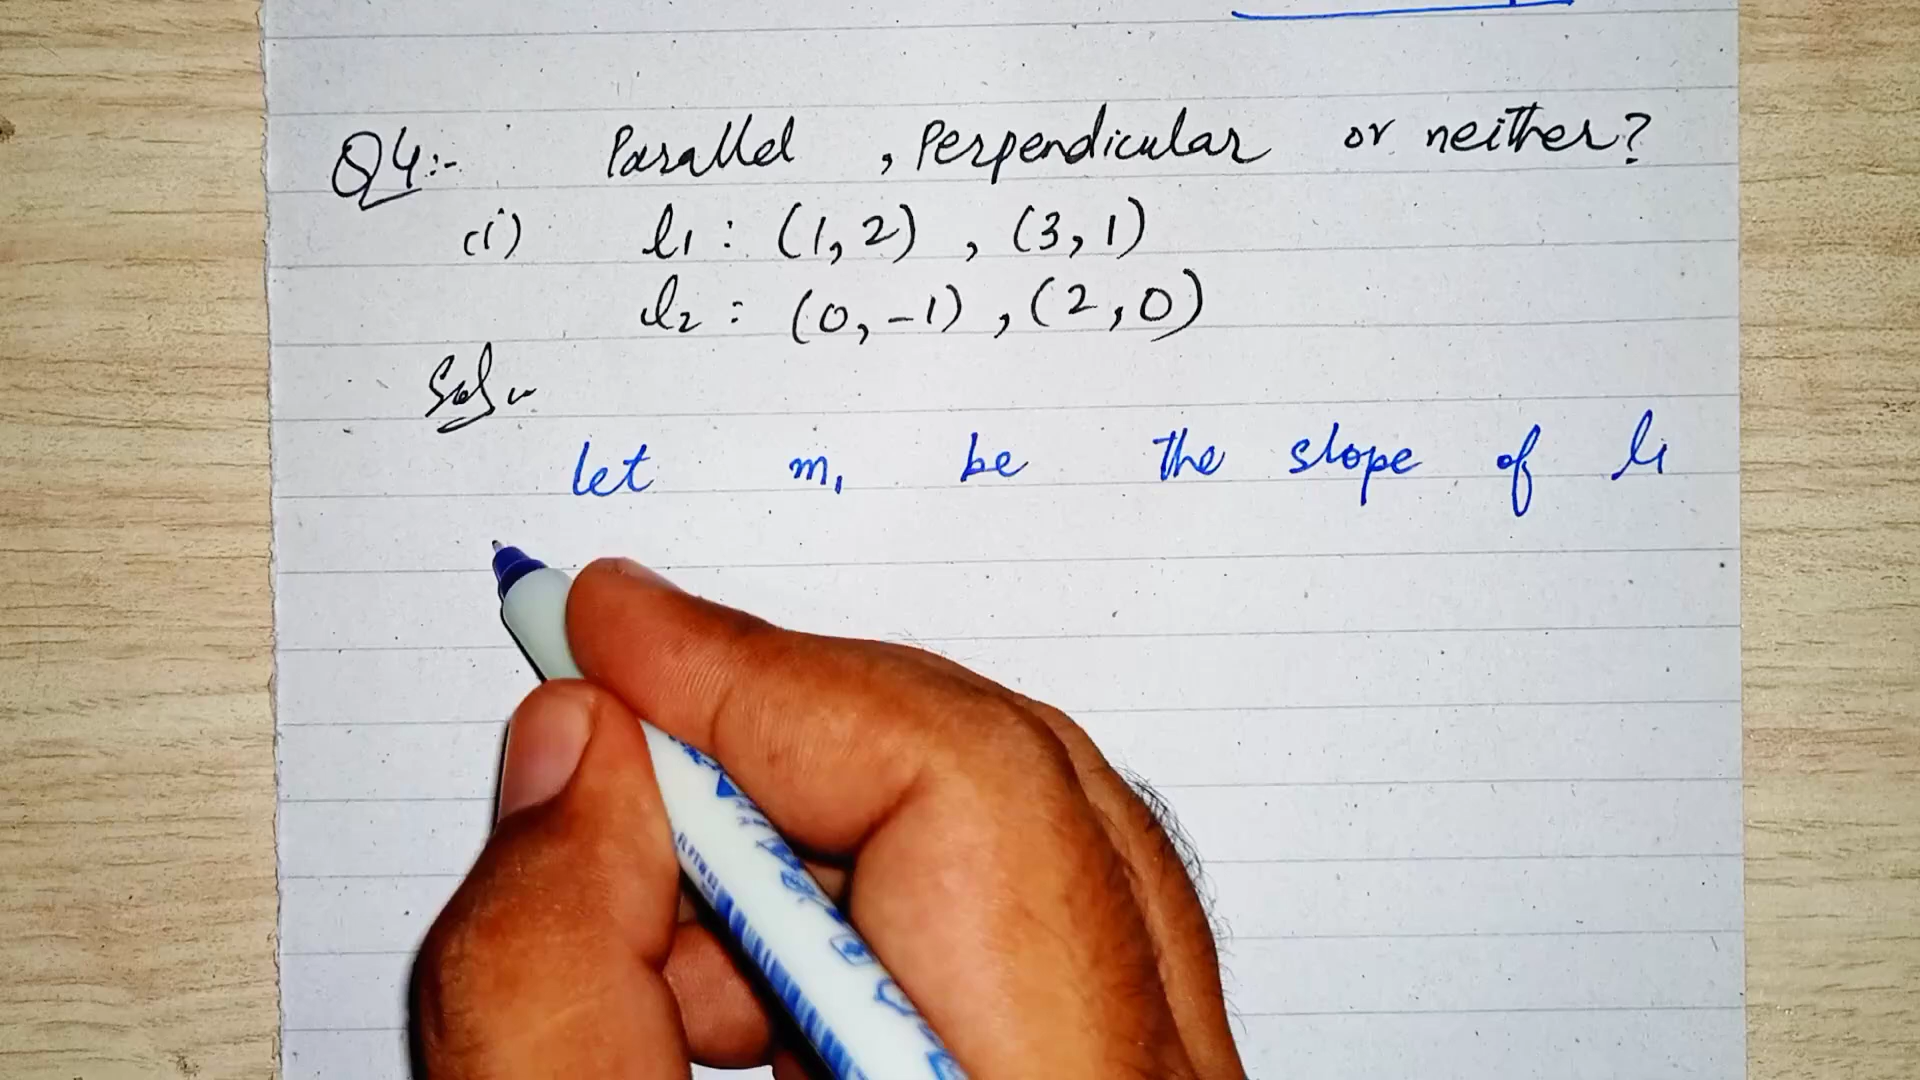 Q4:- Parallel, Perpendicular or neither?
(i) l1 : (1, 2) , (3, 1)
l2 : (0, -1) , (2, 0)
Soln
let m1 be the slope of l1